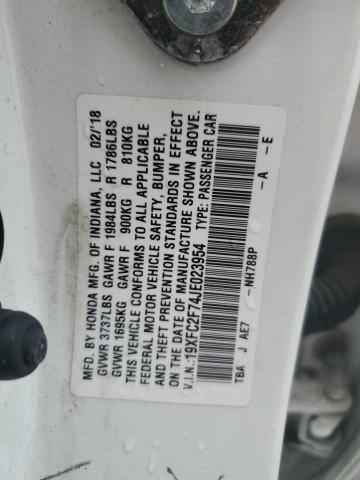 MFD. BY HONDA MFG. OF INDIANA, LLC 02/'18
GVWR 3737LBS GAWR F 1984LBS R 1786LBS
GVWR 1695KG GAWR F 900KG R 810KG
THIS VEHICLE CONFORMS TO ALL APPLICABLE
FEDERAL MOTOR VEHICLE SAFETY, BUMPER,
AND THEFT PREVENTION STANDARDS IN EFFECT
ON THE DATE OF MANUFACTURE SHOWN ABOVE.
V.I.N.: 19XFC2F74JE023954 TYPE: PASSENGER CAR
NH788P -A -E
TBA J AE7